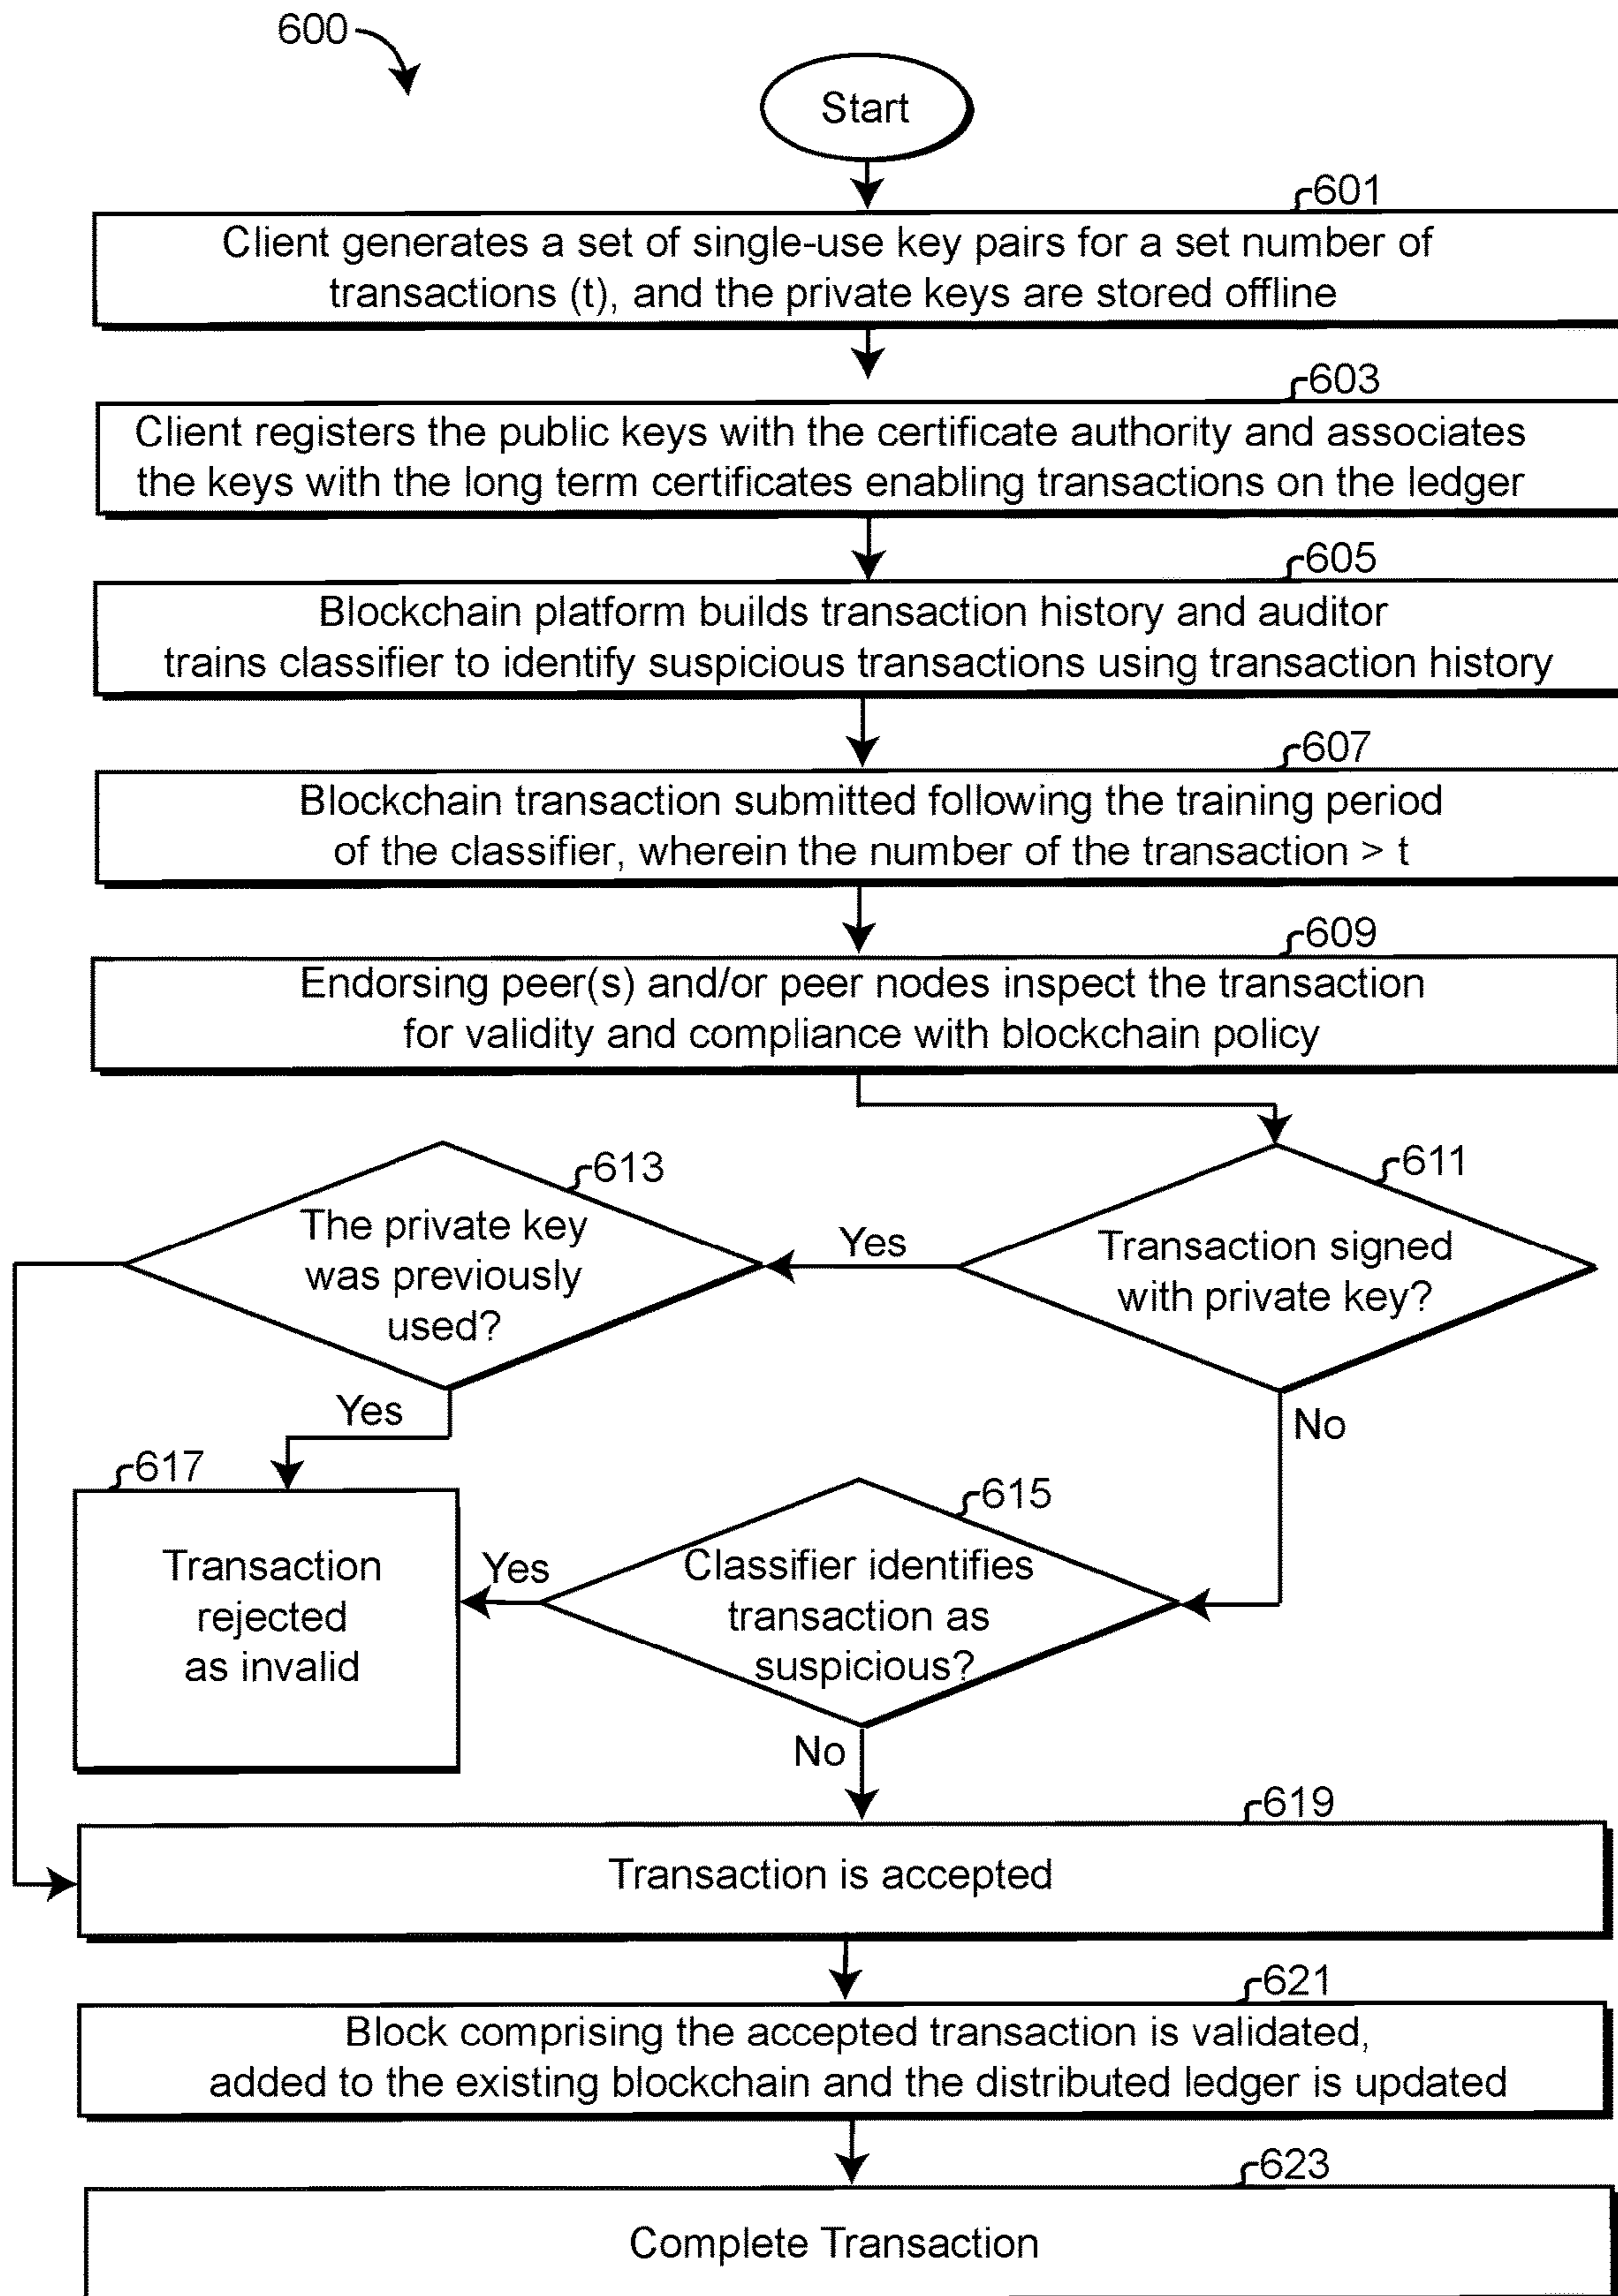 600
Start
601
Client generates a set of single-use key pairs for a set number of
transactions (t), and the private keys are stored offline
603
Client registers the public keys with the certificate authority and associates
the keys with the long term certificates enabling transactions on the ledger
605
Blockchain platform builds transaction history and auditor
trains classifier to identify suspicious transactions using transaction history
607
Blockchain transaction submitted following the training period
of the classifier, wherein the number of the transaction > t
609
Endorsing peer(s) and/or peer nodes inspect the transaction
for validity and compliance with blockchain policy
613
The private key
was previously
used?
Yes
611
Transaction signed
with private key?
Yes
No
617
Transaction
rejected
as invalid
Yes
615
Classifier identifies
transaction as
suspicious?
No
619
Transaction is accepted
621
Block comprising the accepted transaction is validated,
added to the existing blockchain and the distributed ledger is updated
623
Complete Transaction